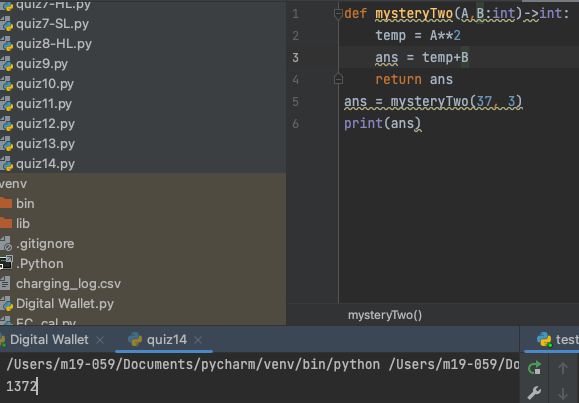 quiz7-HL.py
quiz7-SL.py
quiz8-HL.py
quiz9.py
quiz10.py
quiz11.py
quiz12.py
quiz13.py
quiz14.py
venv
bin
lib
.gitignore
.Python
charging_log.csv
Digital Wallet.py
EC_cal.py
1 def mysteryTwo(A,B:int)->int:
2 temp = A**2
3 ans = temp+B
4 return ans
5 ans = mysteryTwo(37, 3)
6 print(ans)
mysteryTwo()
Digital Wallet × quiz14 × test
/Users/m19-059/Documents/pycharm/venv/bin/python /Users/m19-059/Do
1372